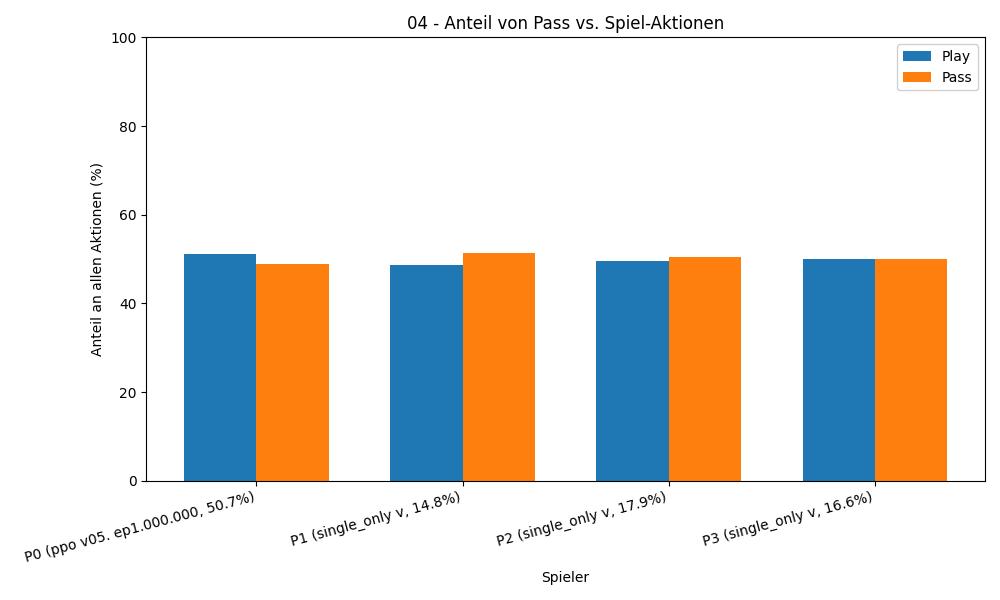 04 - Anteil von Pass vs. Spiel-Aktionen
Play
Pass
Anteil an allen Aktionen (%)
100
80
60
40
20
0
P0 (ppo v05. ep1.000.000, 50.7%)
P1 (single_only v, 14.8%)
P2 (single_only v, 17.9%)
P3 (single_only v, 16.6%)
Spieler